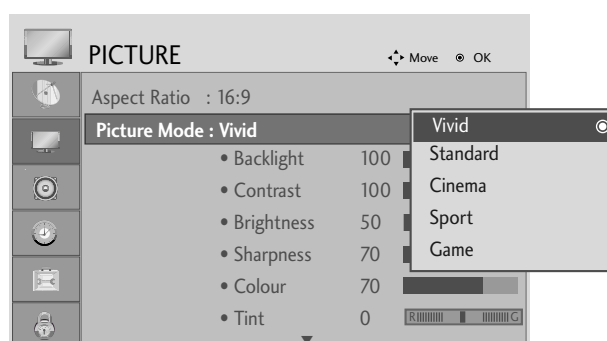 PICTURE
Move OK
Aspect Ratio : 16:9
Picture Mode : Vivid
• Backlight 100
• Contrast 100
• Brightness 50
• Sharpness 70
• Colour 70
• Tint 0 R G
Vivid
Standard
Cinema
Sport
Game